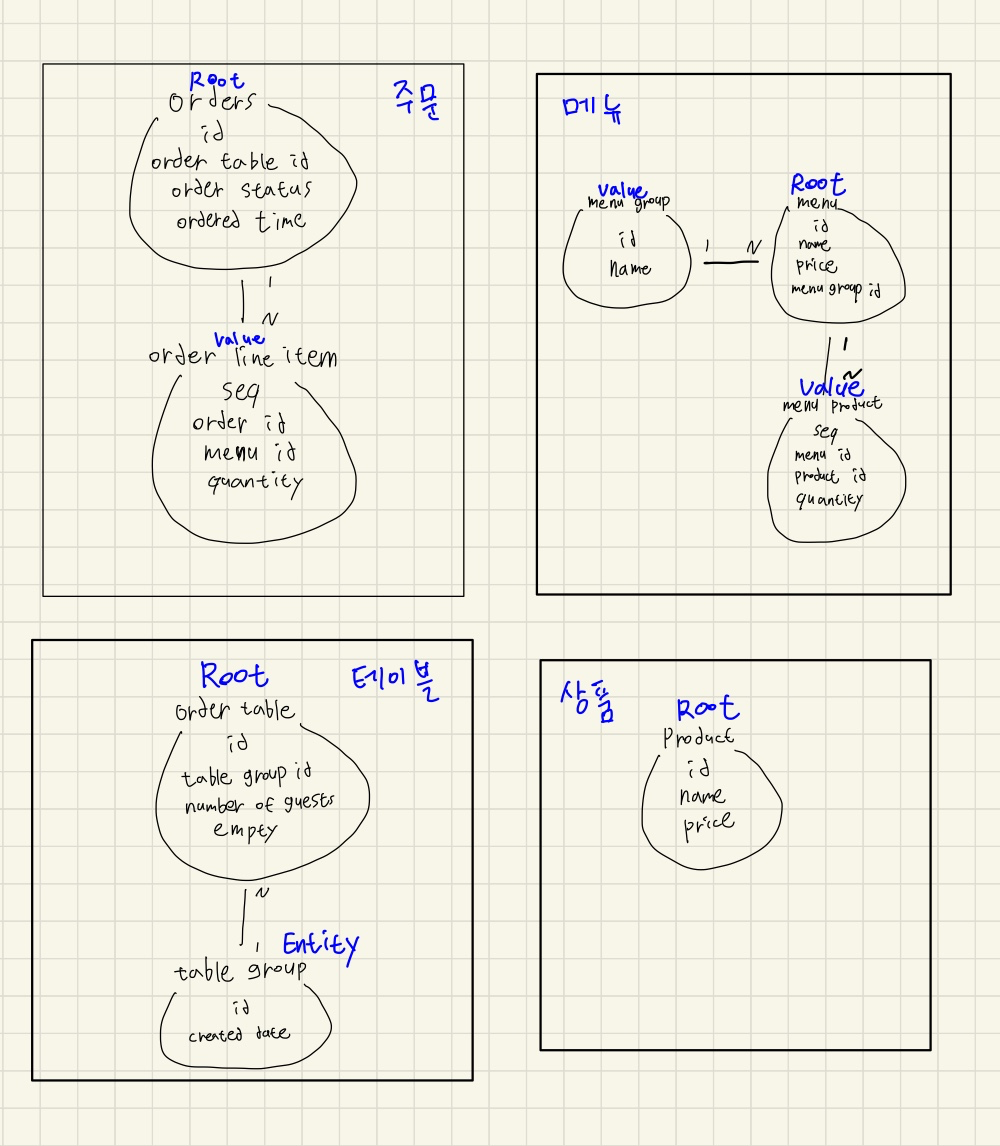 Root
주문
orders
id
order table id
order status
ordered time
1
N
value
order line item
seq
order id
menu id
quantity
메뉴
value
menu group
id
name
1 N
Root
menu
id
name
price
menu group id
1
N
value
menu product
seq
menu id
product id
quantity
Root
테이블
order table
id
table group id
number of guests
empty
N
1
Entity
table group
id
created date
상품
Root
Product
id
name
price